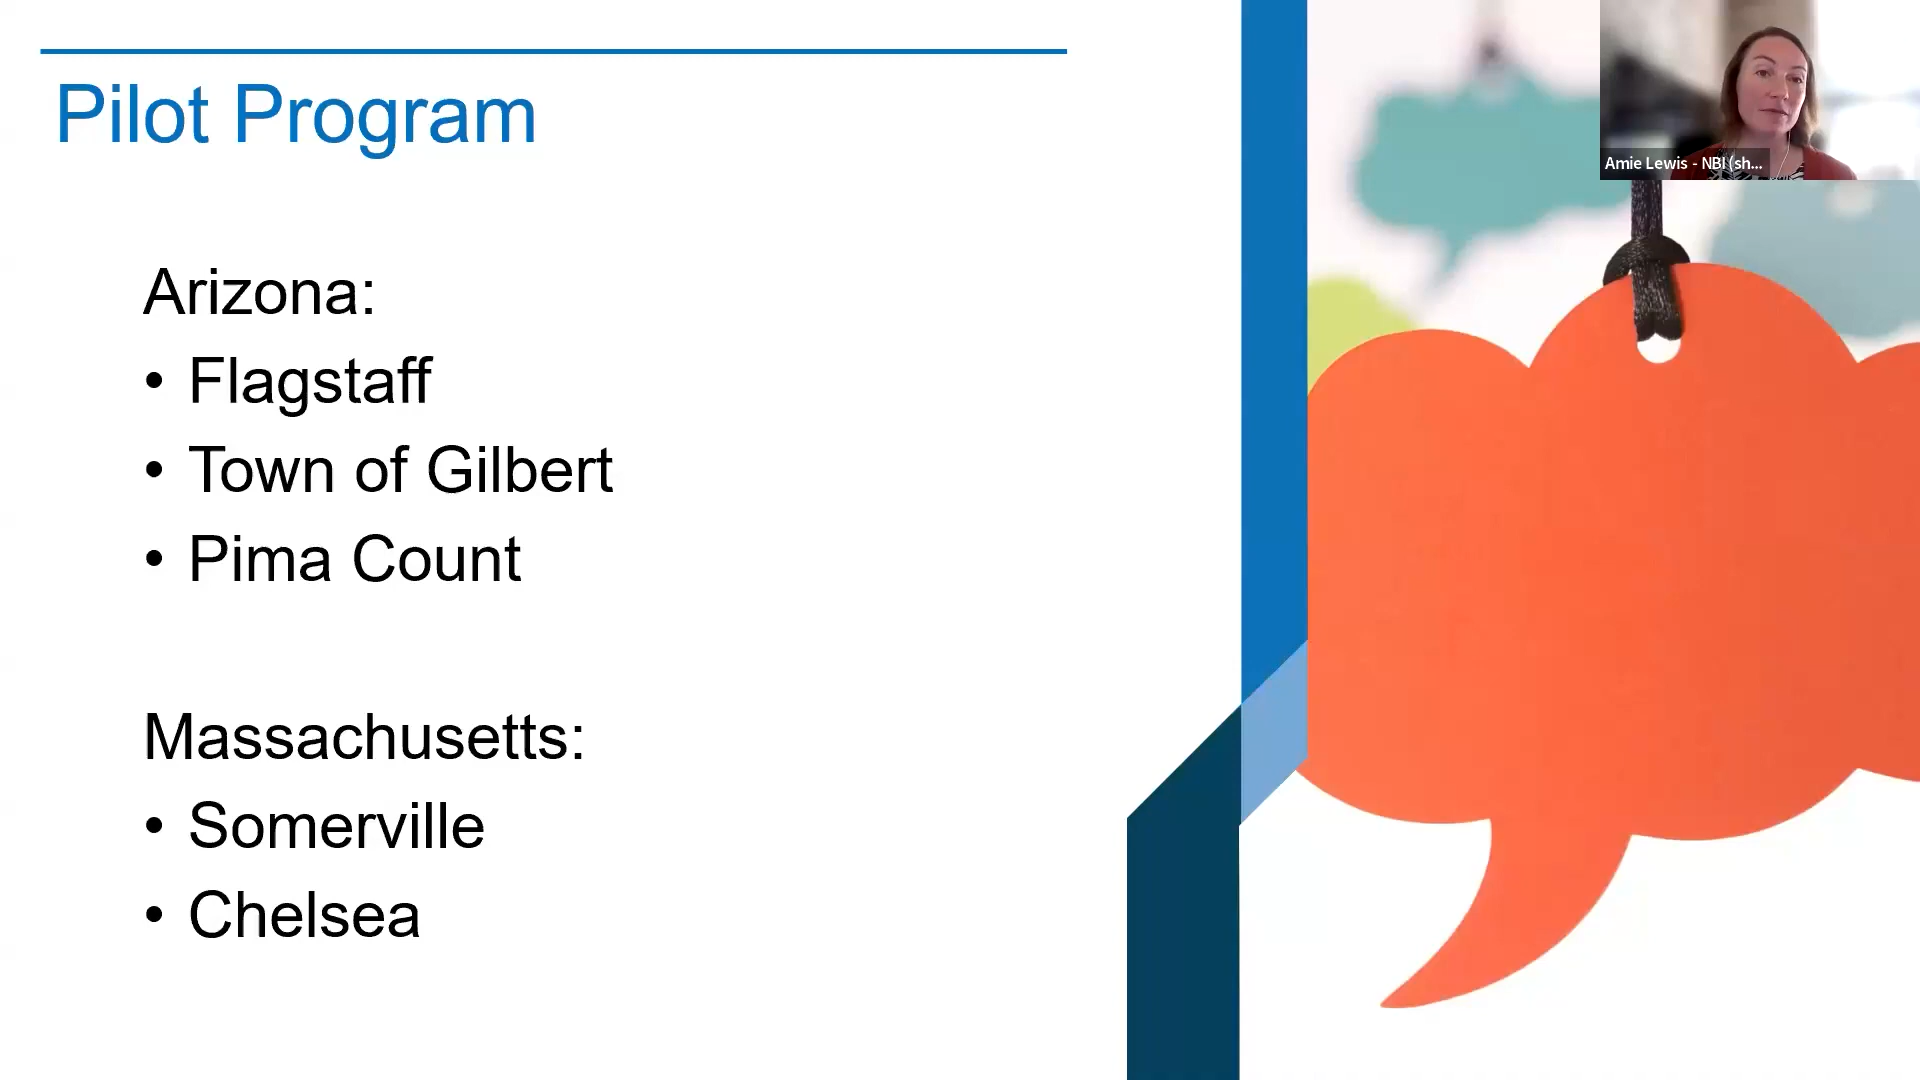 Pilot Program
Arizona:
• Flagstaff
• Town of Gilbert
• Pima Count
Massachusetts:
• Somerville
• Chelsea
Amie Lewis - NBI (sh...